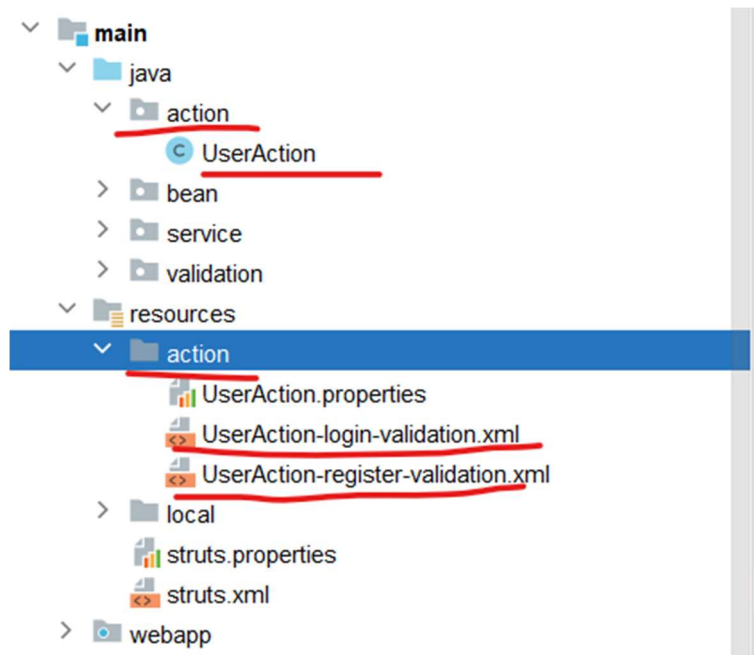 main
java
action
C UserAction
bean
service
validation
resources
action
UserAction.properties
UserAction-login-validation.xml
UserAction-register-validation.xml
local
struts.properties
struts.xml
webapp